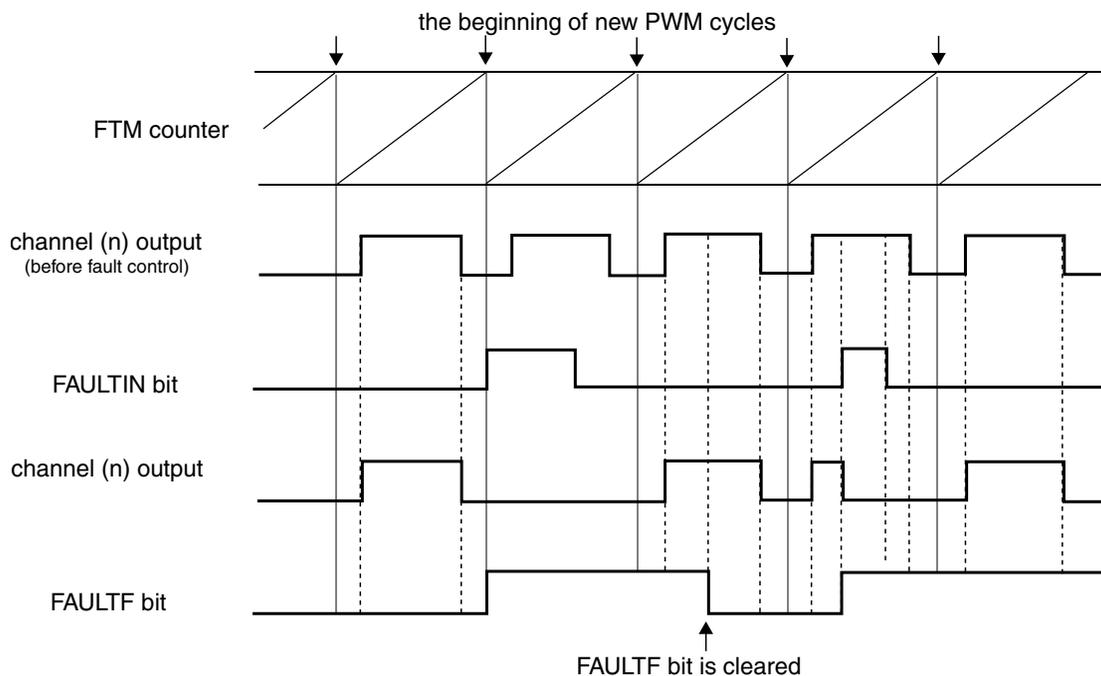 the beginning of new PWM cycles
FTM counter
channel (n) output
(before fault control)
FAULTIN bit
channel (n) output
FAULTF bit
FAULTF bit is cleared